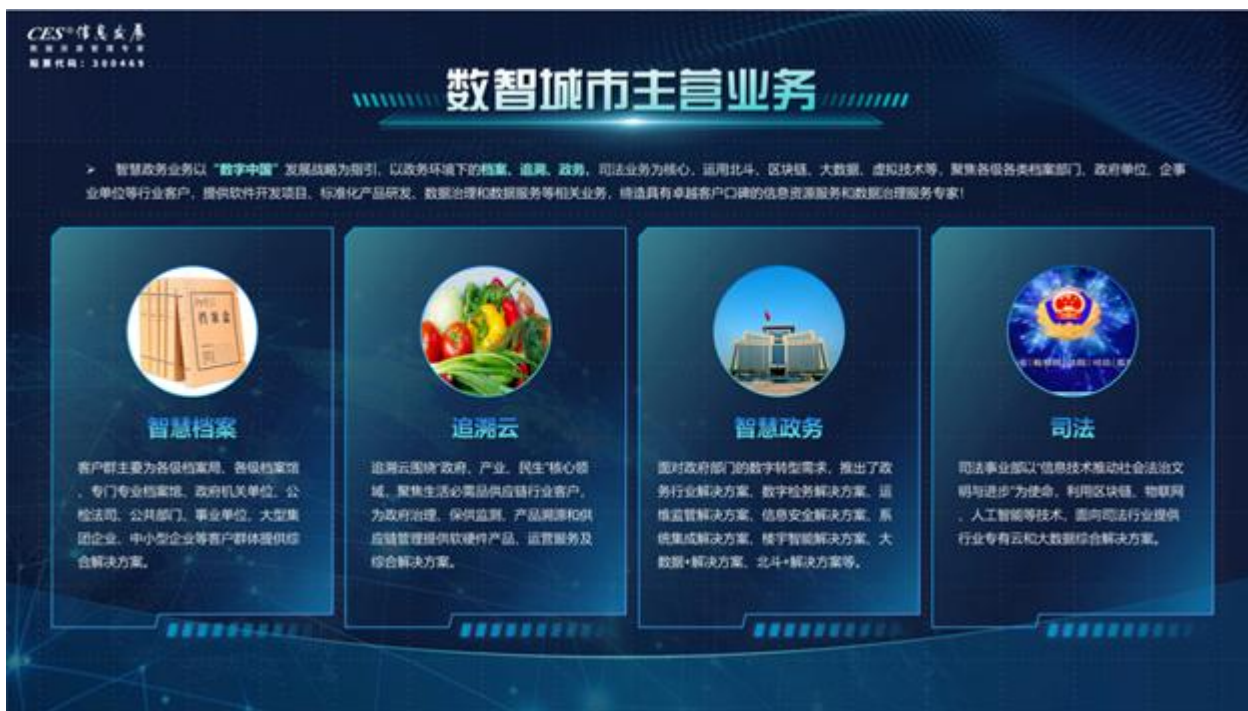 CES®信息发展
数据资源管理专家
股票代码：300469
数智城市主营业务
➢ 智慧政务业务以“数字中国”发展战略为指引，以政务环境下的档案、追溯、政务，司法业务为核心，运用北斗、区块链、大数据、虚拟技术等，聚焦各级各类档案部门、政府单位、企事
业单位等行业客户，提供软件开发项目、标准化产品研发、数据治理和数据服务等相关业务，缔造具有卓越客户口碑的信息资源服务和数据治理服务专家！
档案盒
智慧档案
追溯云
智慧政务
司法
客户群主要为各级档案局、各级档案馆
、专门专业档案馆、政府机关单位、公
检法司、公共部门、事业单位、大型集
团企业、中小型企业等客户群体提供综
合解决方案。
追溯云围绕“政府、产业、民生”核心领
域，聚焦生活必需品供应链行业客户，
为政府治理、保供监测、产品溯源和供
应链管理提供软硬件产品、运营服务及
综合解决方案。
面对政府部门的数字转型需求，推出了政
务行业解决方案、数字检务解决方案、运
维监管解决方案、信息安全解决方案、系
统集成解决方案、楼宇智能解决方案、大
数据+解决方案、北斗+解决方案等。
司法事业部以“信息技术推动社会法治文
明与进步”为使命，利用区块链、物联网
、人工智能等技术，面向司法行业提供
行业专有云和大数据综合解决方案。